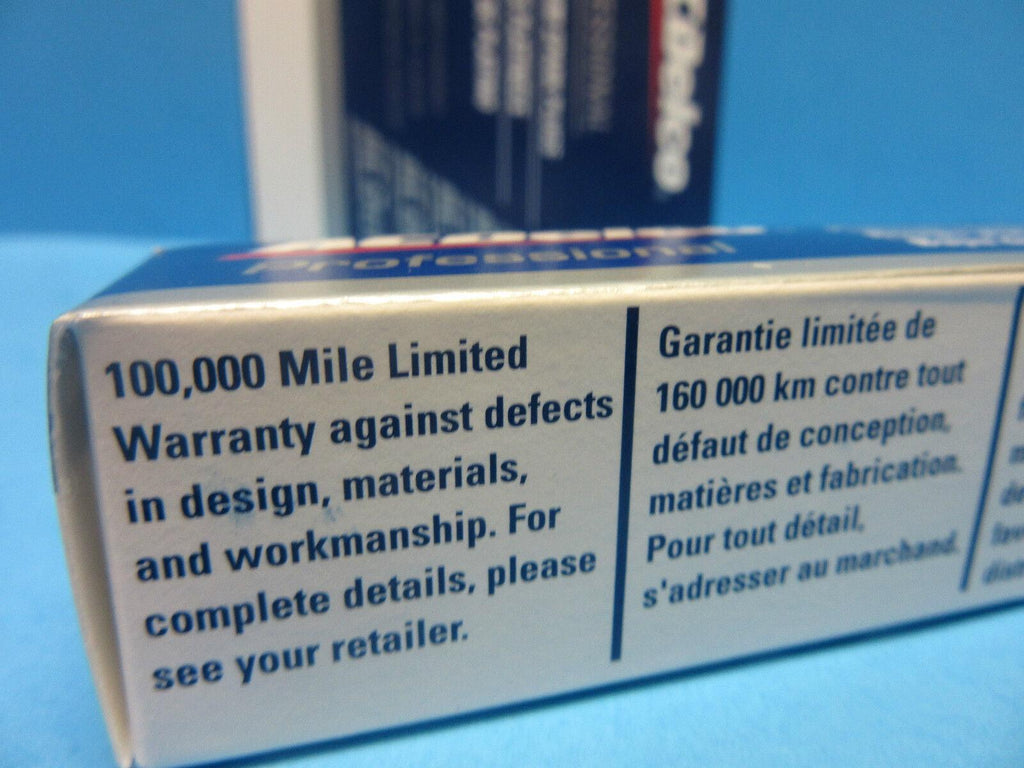 Delco
Professional
100,000 Mile Limited
Warranty against defects
in design, materials,
and workmanship. For
complete details, please
see your retailer.
Garantie limitée de
160 000 km contre tout
défaut de conception,
matières et fabrication.
Pour tout détail,
s'adresser au marchand.